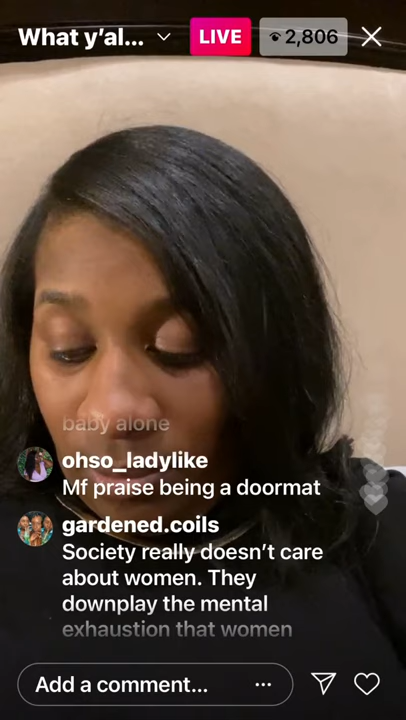 What y'al...
LIVE
2,806
baby alone
ohso_ladylike
Mf praise being a doormat
gardened.coils
Society really doesn't care
about women. They
downplay the mental
exhaustion that women
Add a comment...